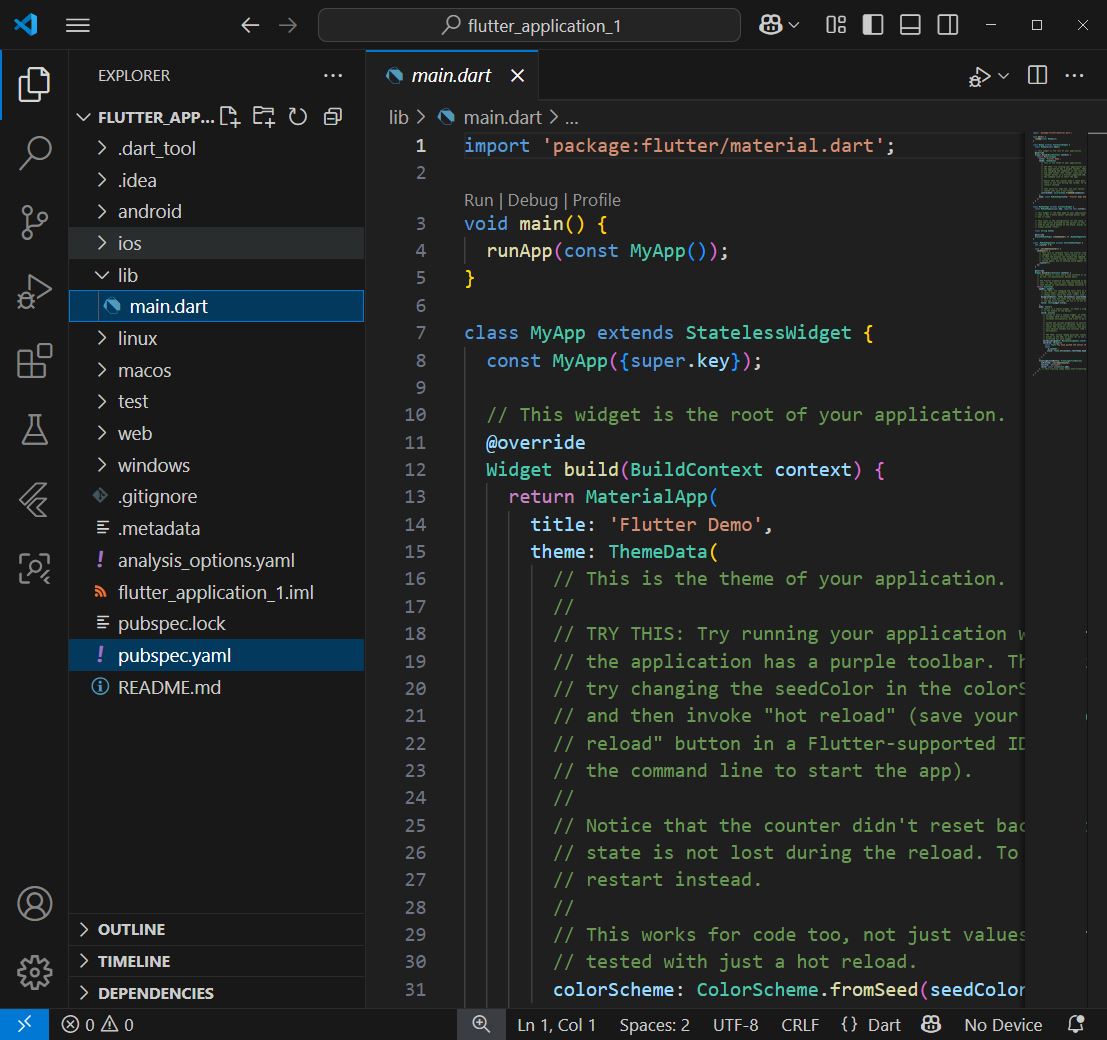 flutter_application_1
EXPLORER
FLUTTER_APP...
.dart_tool
.idea
android
ios
lib
main.dart
linux
macos
test
web
windows
.gitignore
.metadata
analysis_options.yaml
flutter_application_1.iml
pubspec.lock
pubspec.yaml
README.md
OUTLINE
TIMELINE
DEPENDENCIES
main.dart
lib > main.dart > ...
1 import 'package:flutter/material.dart';
2
Run | Debug | Profile
3 void main() {
4 runApp(const MyApp());
5 }
6
7 class MyApp extends StatelessWidget {
8 const MyApp({super.key});
9
10 // This widget is the root of your application.
11 @override
12 Widget build(BuildContext context) {
13 return MaterialApp(
14 title: 'Flutter Demo',
15 theme: ThemeData(
16 // This is the theme of your application.
17 //
18 // TRY THIS: Try running your application
19 // the application has a purple toolbar.
20 // try changing the seedColor in the
21 // and then invoke "hot reload" (save your
22 // reload" button in a Flutter-supported
23 // the command line to start the app).
24 //
25 // Notice that the counter didn't reset
26 // state is not lost during the reload. To
27 // restart instead.
28 //
29 // This works for code too, not just values
30 // tested with just a hot reload.
31 colorScheme: ColorScheme.fromSeed(seedColor
0 0
Ln 1, Col 1 Spaces: 2 UTF-8 CRLF {} Dart No Device